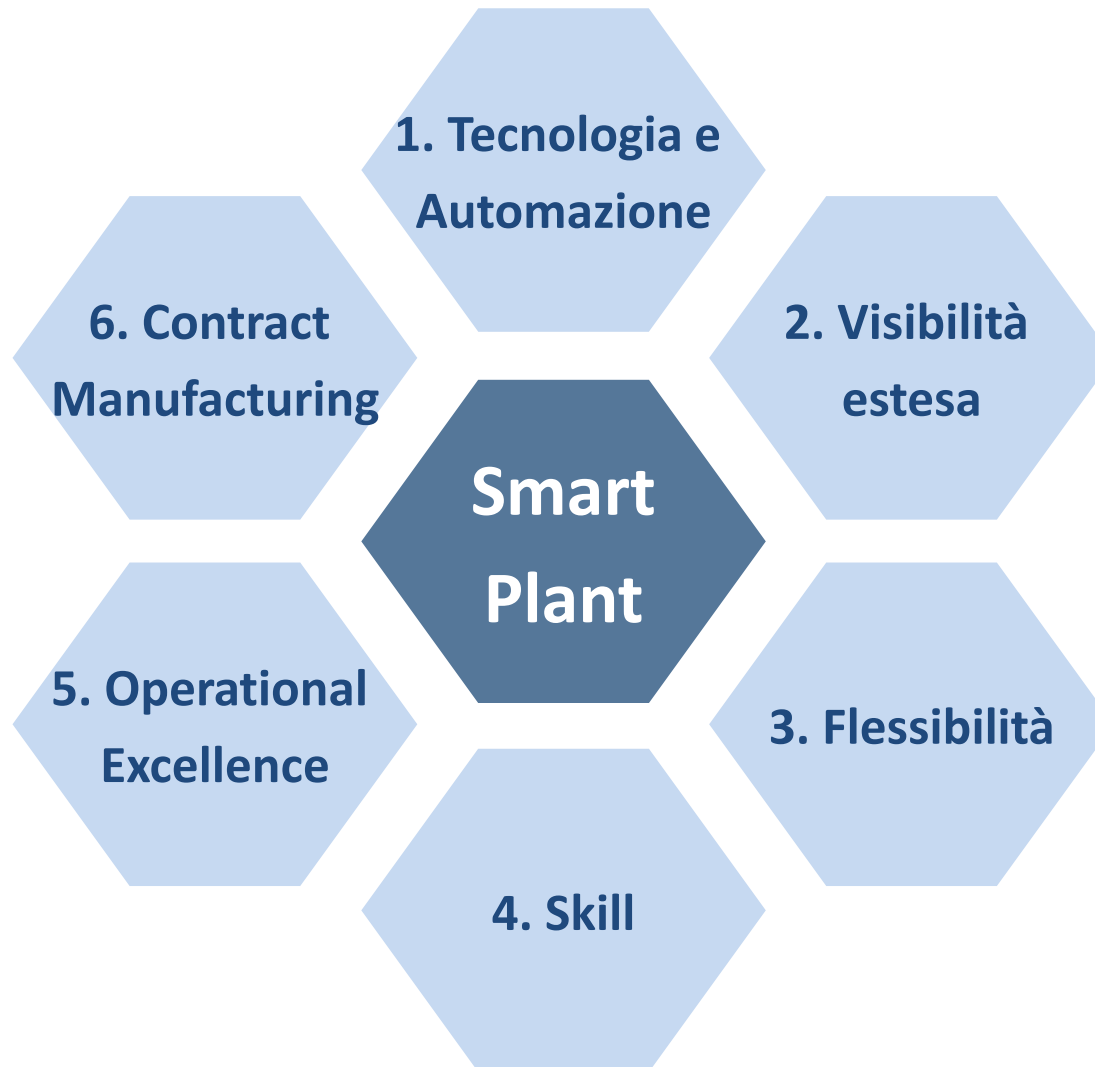 1. Tecnologia e
Automazione
2. Visibilità
estesa
3. Flessibilità
4. Skill
5. Operational
Excellence
6. Contract
Manufacturing
Smart
Plant